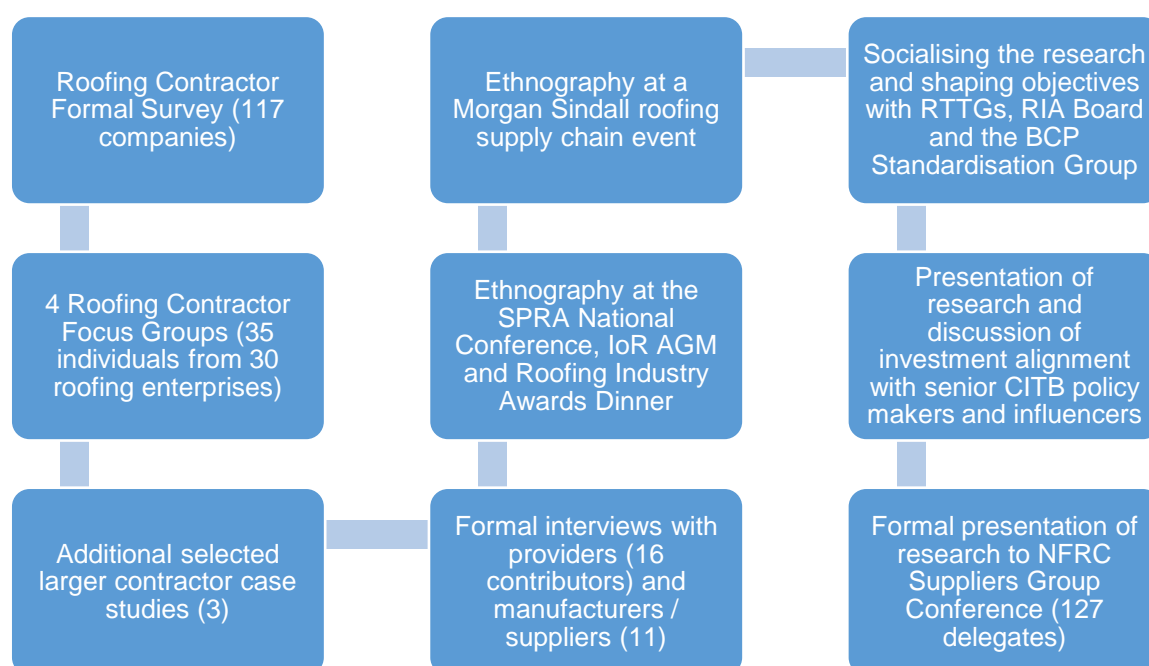 Roofing Contractor
Formal Survey (117
companies)
4 Roofing Contractor
Focus Groups (35
individuals from 30
roofing enterprises)
Additional selected
larger contractor case
studies (3)
Formal interviews with
providers (16
contributors) and
manufacturers /
suppliers (11)
Ethnography at the
SPRA National
Conference, IoR AGM
and Roofing Industry
Awards Dinner
Ethnography at a
Morgan Sindall roofing
supply chain event
Socialising the research
and shaping objectives
with RTTGs, RIA Board
and the BCP
Standardisation Group
Presentation of
research and
discussion of
investment alignment
with senior CITB policy
makers and influencers
Formal presentation of
research to NFRC
Suppliers Group
Conference (127
delegates)